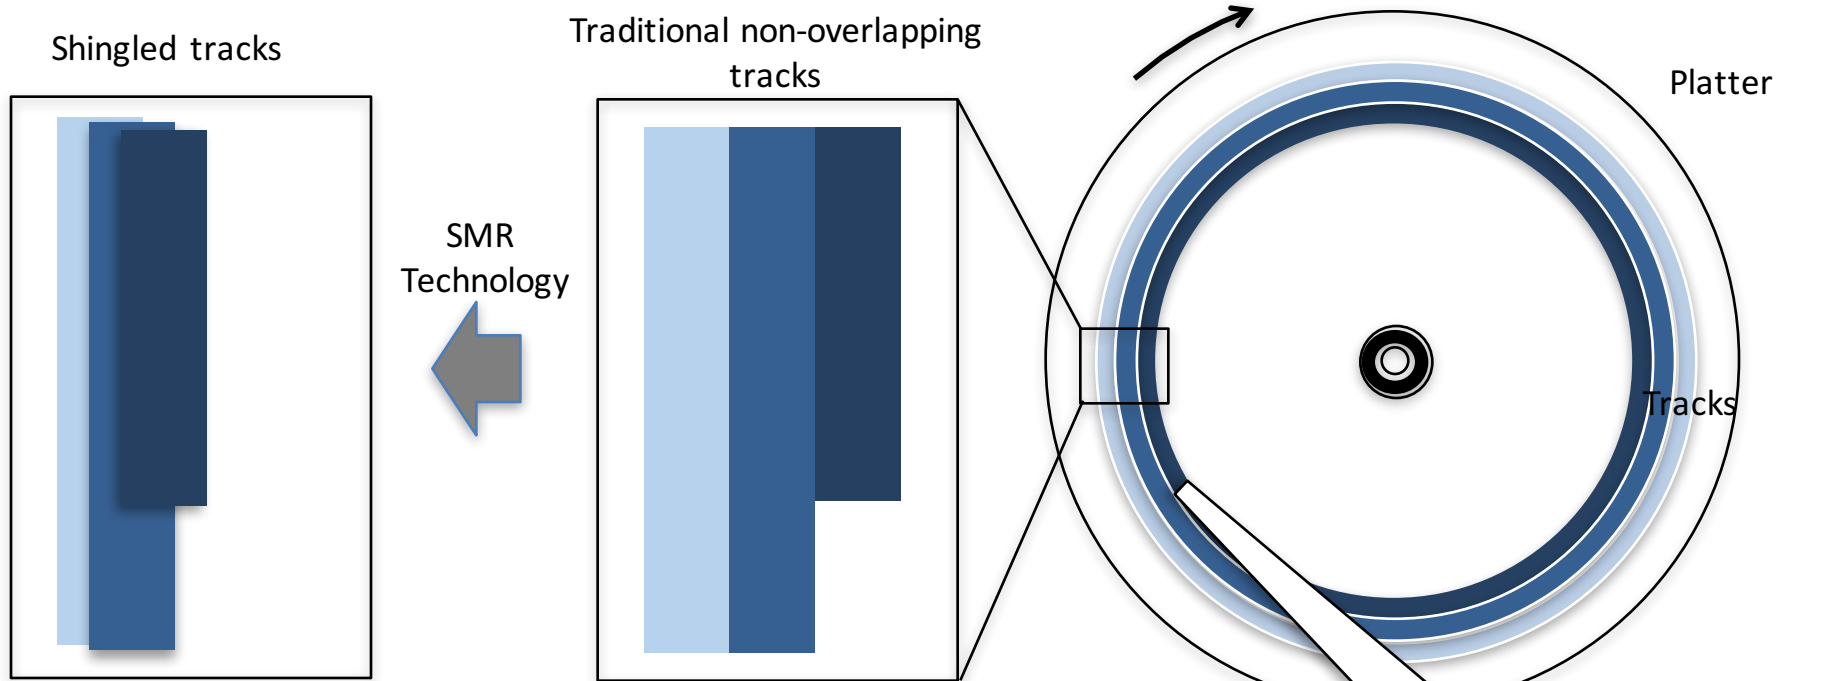 Shingled tracks
Traditional non-overlapping
tracks
Platter
SMR
Technology
Tracks